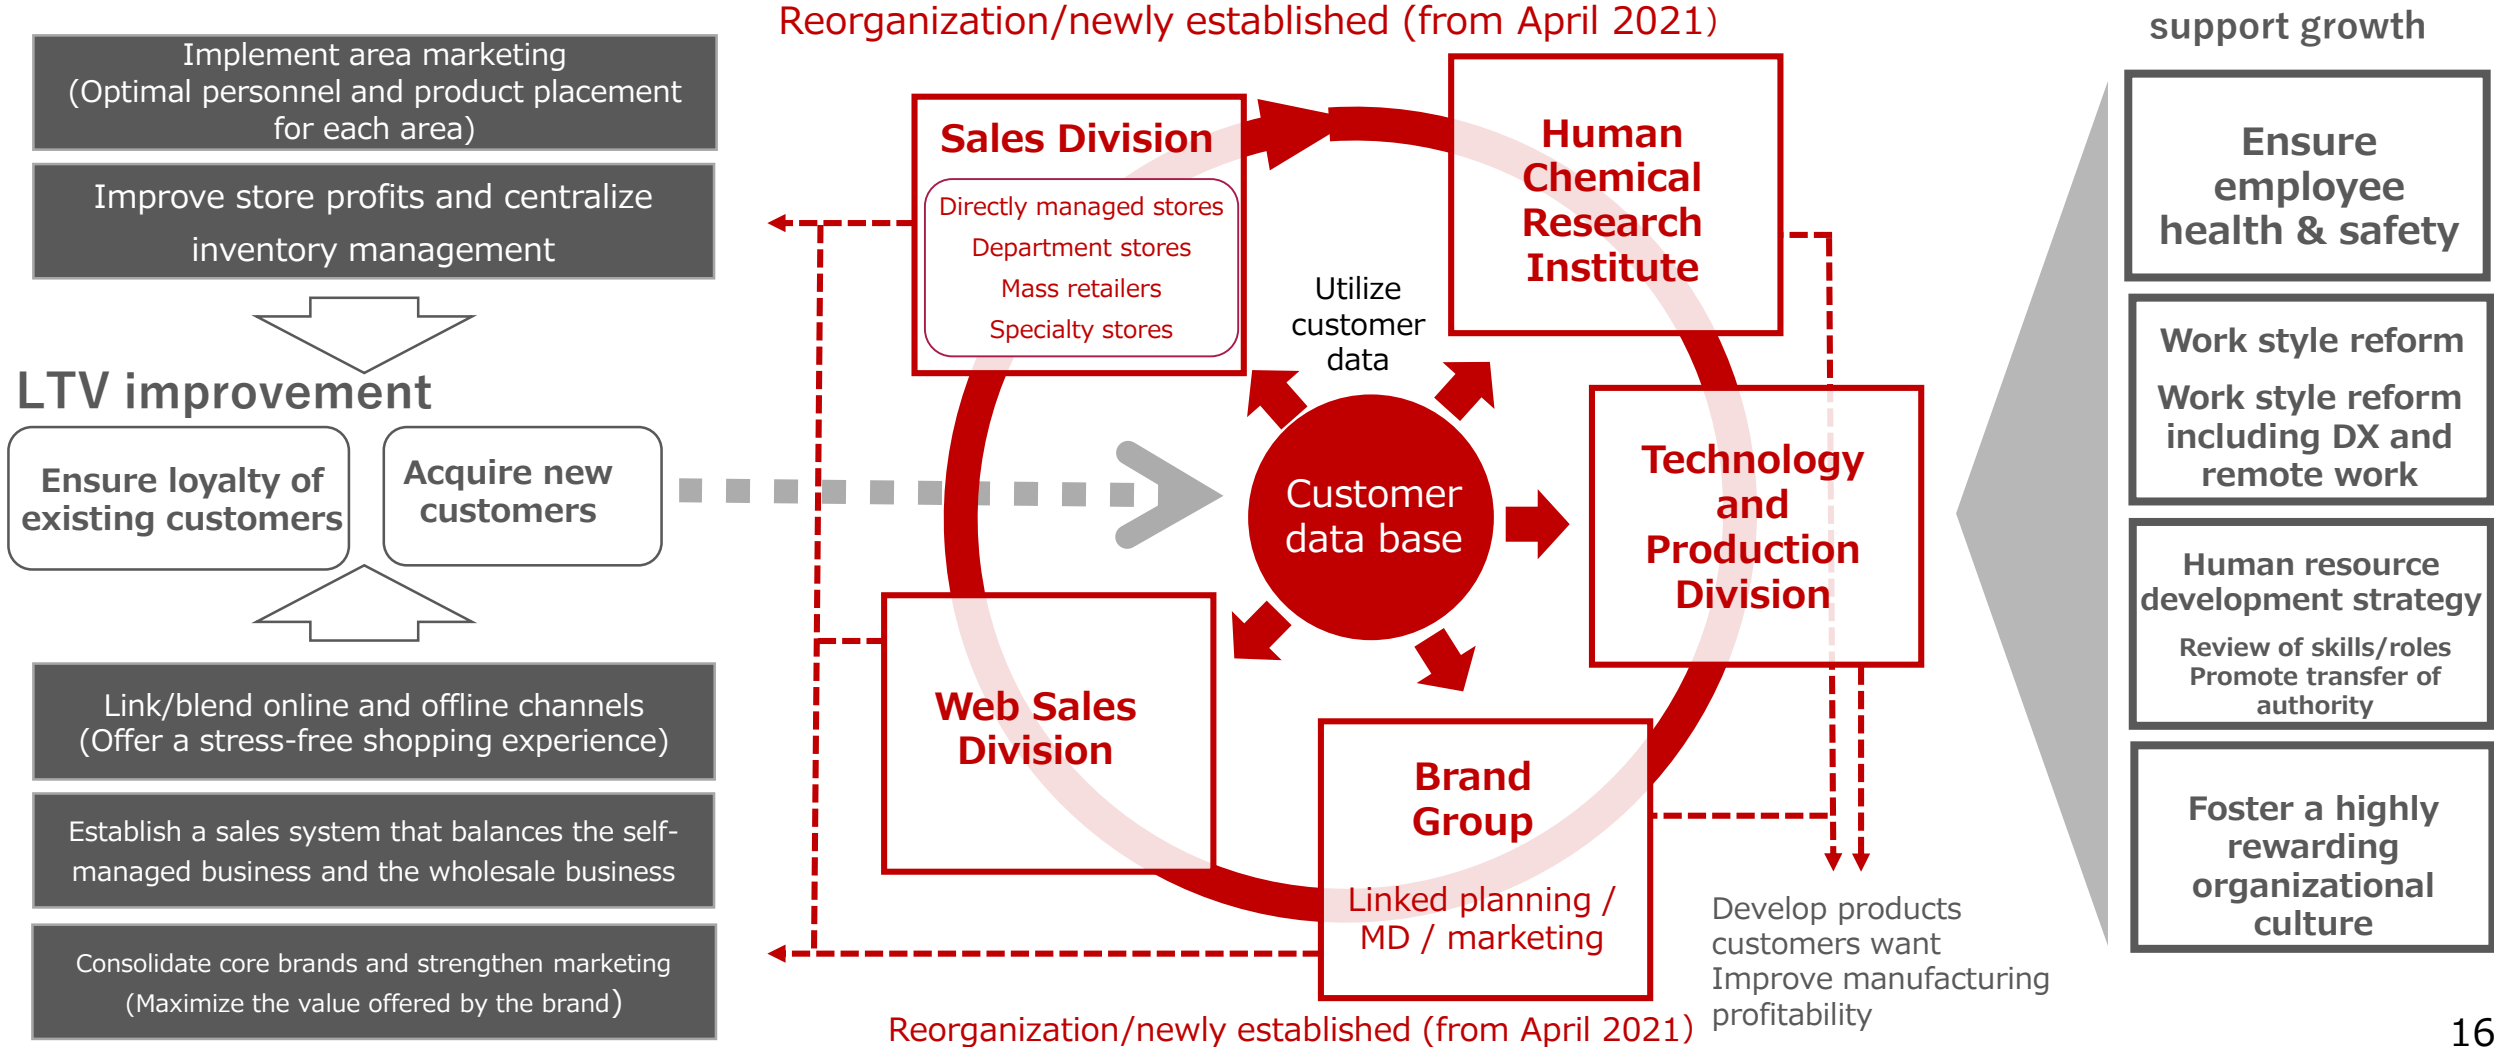 Reorganization/newly established (from April 2021)
Implement area marketing
(Optimal personnel and product placement
for each area)
Improve store profits and centralize
inventory management
LTV improvement
Ensure loyalty of
existing customers
Acquire new
customers
Link/blend online and offline channels
(Offer a stress-free shopping experience)
Establish a sales system that balances the self-
managed business and the wholesale business
Consolidate core brands and strengthen marketing
(Maximize the value offered by the brand)
Sales Division
Directly managed stores
Department stores
Mass retailers
Specialty stores
Human
Chemical
Research
Institute
Utilize
customer
data
Customer
data base
Technology
and
Production
Division
Web Sales
Division
Brand
Group
Linked planning /
MD / marketing
Develop products
customers want
Improve manufacturing
profitability
Reorganization/newly established (from April 2021)
support growth
Ensure
employee
health & safety
Work style reform
Work style reform
including DX and
remote work
Human resource
development strategy
Review of skills/roles
Promote transfer of
authority
Foster a highly
rewarding
organizational
culture
16